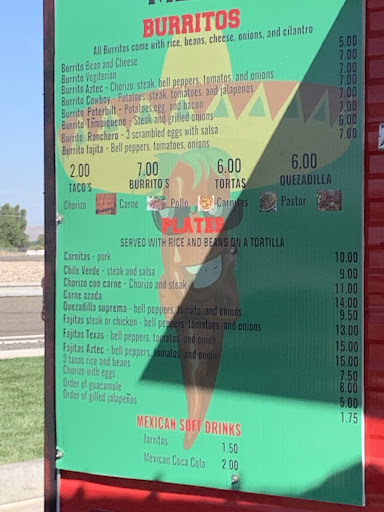 BURRITOS
All Burritos come with rice, beans, cheese, onions, and cilantro
Burrito Bean and Cheese 5.00
Burrito Vegiterian 7.00
Burrito Aztec - Chorizo, steak, bell peppers, tomatos, and onions 7.00
Burrito Cowboy - Potatoes, steak, tomatoes, and jalapenos 7.00
Burrito Peterbilt - Potatoes, egg, and bacon 7.00
Burrito Tampiqueno - Steak and grilled onions 7.00
Burrito Ranchero - 3 scrambled eggs with salsa 6.00
Burrito fajita - Bell peppers, tomatoes, onions 7.00
2.00 7.00 6.00 6.00
TACO'S BURRITO'S TORTAS QUEZADILLA
Chorizo Carne Pollo Carnitas Pastor
PLATES
SERVED WITH RICE AND BEANS ON A TORTILLA
Carnitas - pork 10.00
Chile Verde - steak and salsa 9.00
Chorizo con carne - Chorizo and steak 11.00
Carne azada 14.00
Quezadilla suprema - bell peppers, tomato, and onions 9.50
Fajitas steak or chicken - bell peppers, tomatoes, and onions 13.00
Fajitas Texas - bell peppers, tomatos, and onion 15.00
Fajitas Aztec - bell peppers, tomatos, and onion 15.00
3 tacos rice and beans 7.50
Chorizo with eggs 8.00
Order of guacamole 5.00
Order of grilled jalapeños 1.75
MEXICAN SOFT DRINKS
Jarritos 1.50
Mexican Coca Cola 2.00